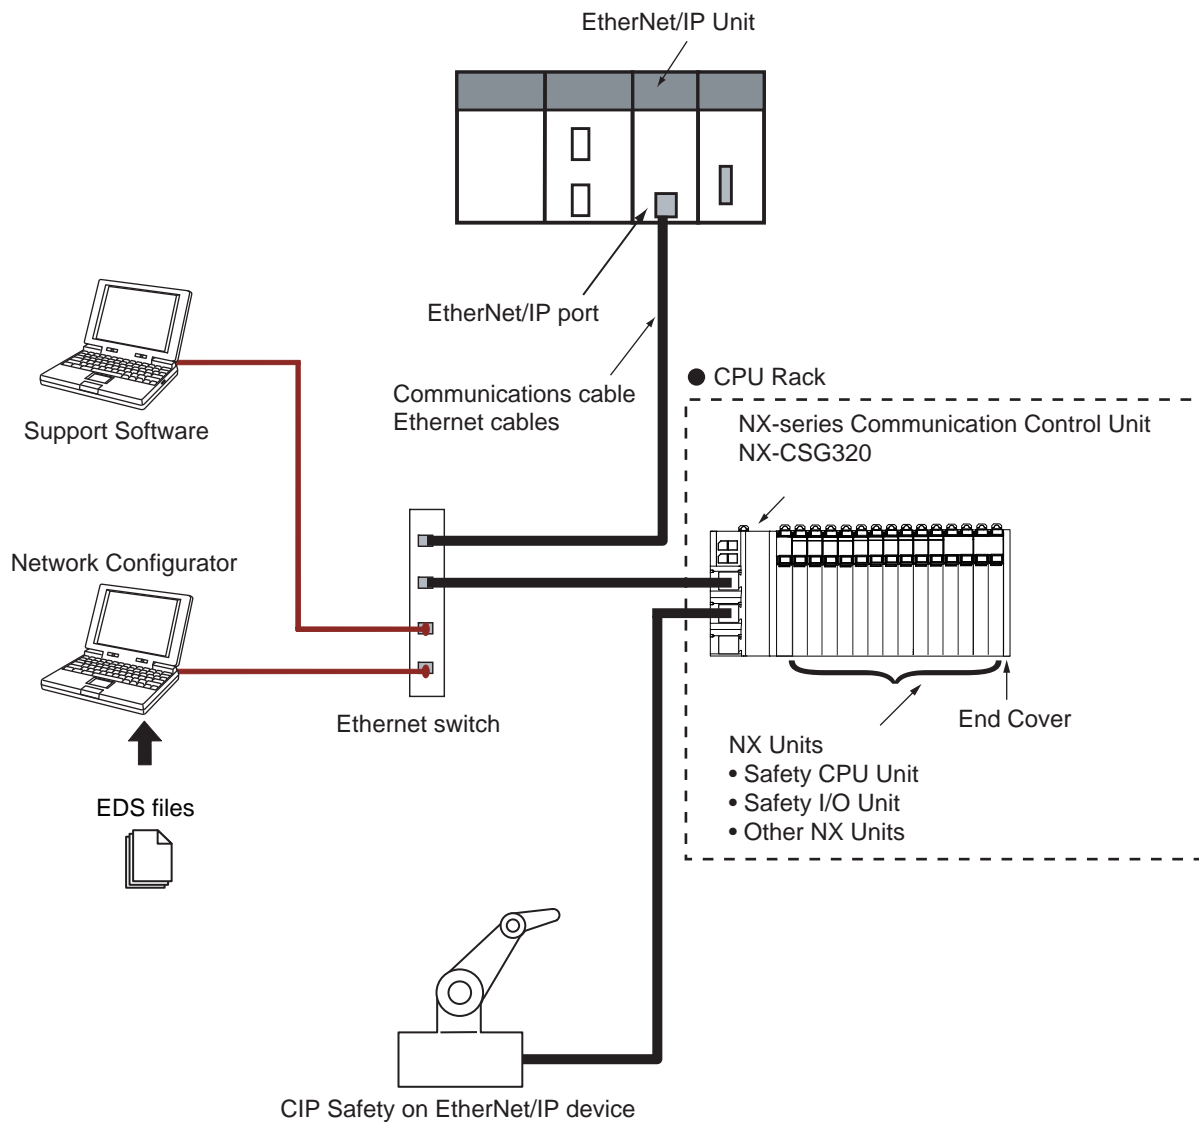 EtherNet/IP Unit
EtherNet/IP port
Communications cable
Ethernet cables
Support Software
● CPU Rack
NX-series Communication Control Unit
NX-CSG320
Network Configurator
Ethernet switch
End Cover
NX Units
• Safety CPU Unit
• Safety I/O Unit
• Other NX Units
EDS files
CIP Safety on EtherNet/IP device